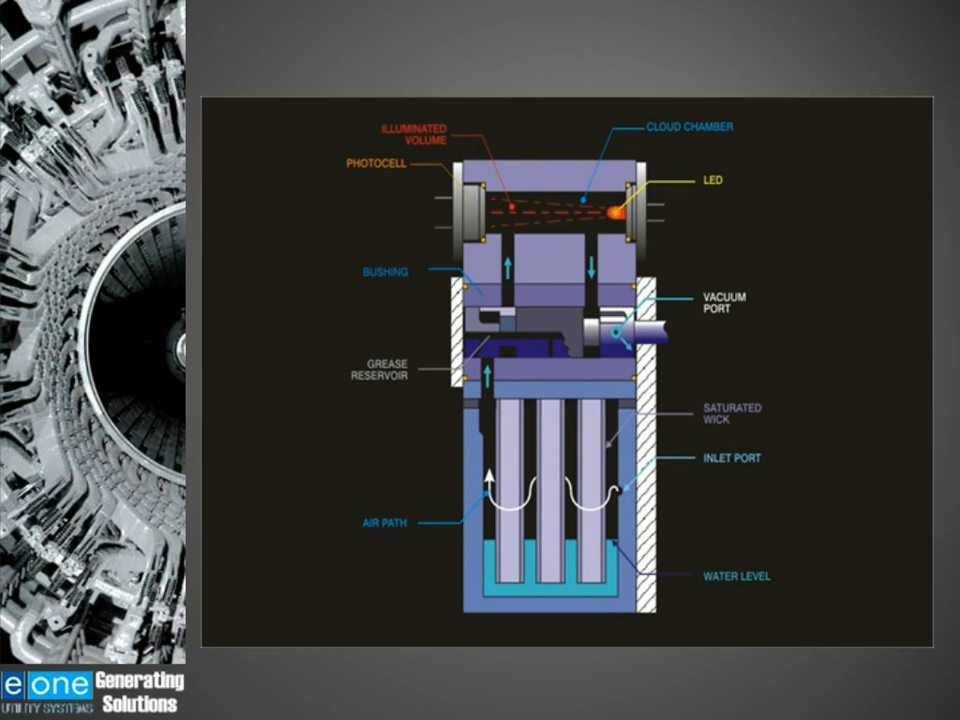 ILLUMINATED
VOLUME
CLOUD CHAMBER
PHOTOCELL
LED
BUSHING
VACUUM
PORT
GREASE
RESERVOIR
SATURATED
WICK
INLET PORT
AIR PATH
WATER LEVEL
e one Generating
UTILITY SYSTEMS Solutions